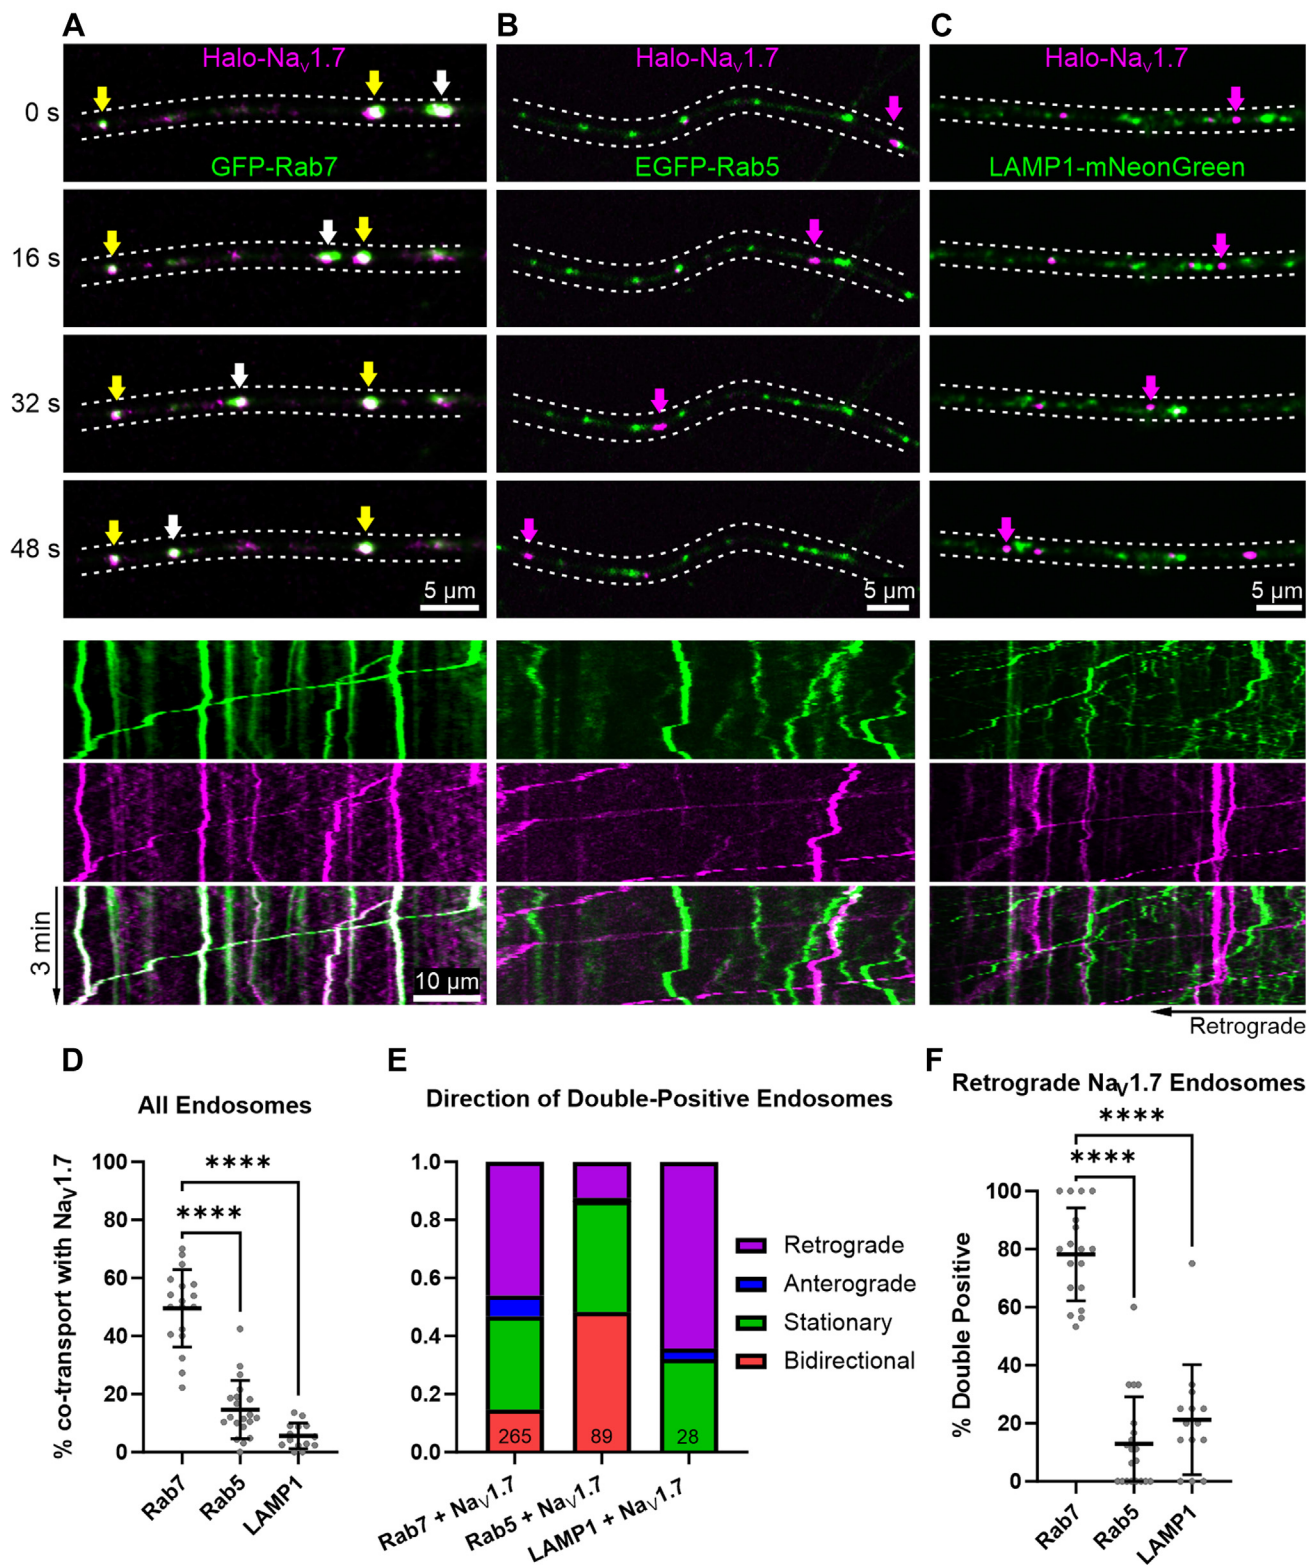 A
B
C
Halo-NaV1.7
Halo-NaV1.7
Halo-NaV1.7
0 s
GFP-Rab7
EGFP-Rab5
LAMP1-mNeonGreen
16 s
32 s
48 s
5 µm
5 µm
5 µm
3 min
10 µm
Retrograde
D
E
F
All Endosomes
Direction of Double-Positive Endosomes
Retrograde NaV1.7 Endosomes
% co-transport with NaV1.7
100
80
60
40
20
0
****
****
Rab7
Rab5
LAMP1
1.0
0.8
0.6
0.4
0.2
0.0
265
89
28
Rab7 + NaV1.7
Rab5 + NaV1.7
LAMP1 + NaV1.7
Retrograde
Anterograde
Stationary
Bidirectional
% Double Positive
100
80
60
40
20
0
****
****
Rab7
Rab5
LAMP1